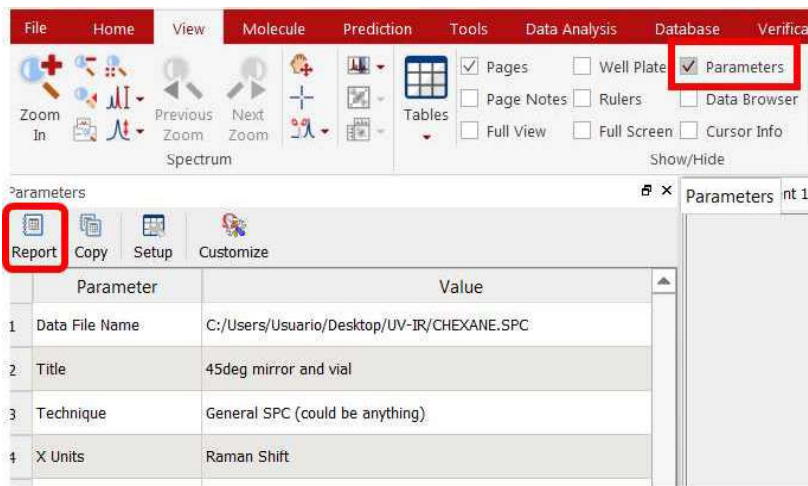 File Home View Molecule Prediction Tools Data Analysis Database Verifica
Zoom In
Previous Zoom
Next Zoom
Tables
Pages Well Plate Parameters
Page Notes Rulers Data Browser
Full View Full Screen Cursor Info
Spectrum Show/Hide
Parameters
Parameters nt 1
Report Copy Setup Customize
Parameter Value
1 Data File Name C:/Users/Usuario/Desktop/UV-IR/CHEXANE.SPC
2 Title 45deg mirror and vial
3 Technique General SPC (could be anything)
4 X Units Raman Shift